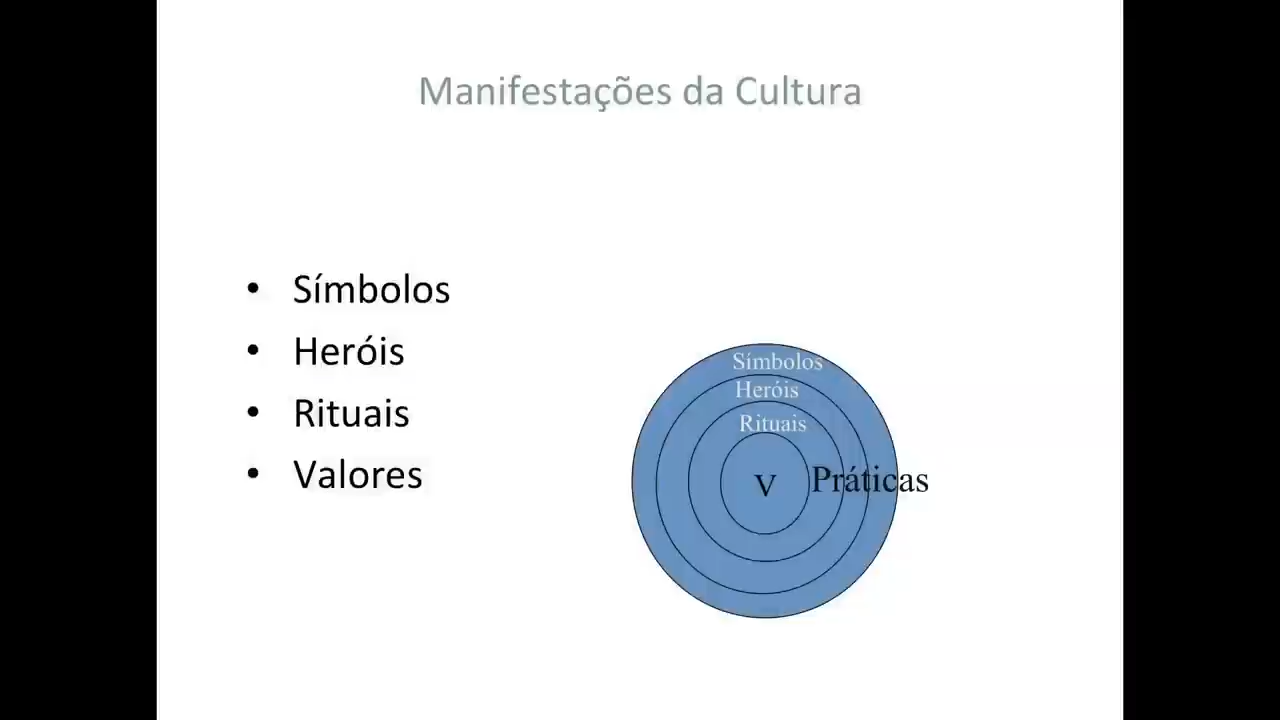 Manifestações da Cultura
• Símbolos
• Heróis
• Rituais
• Valores
Símbolos
Heróis
Rituais
V
Práticas